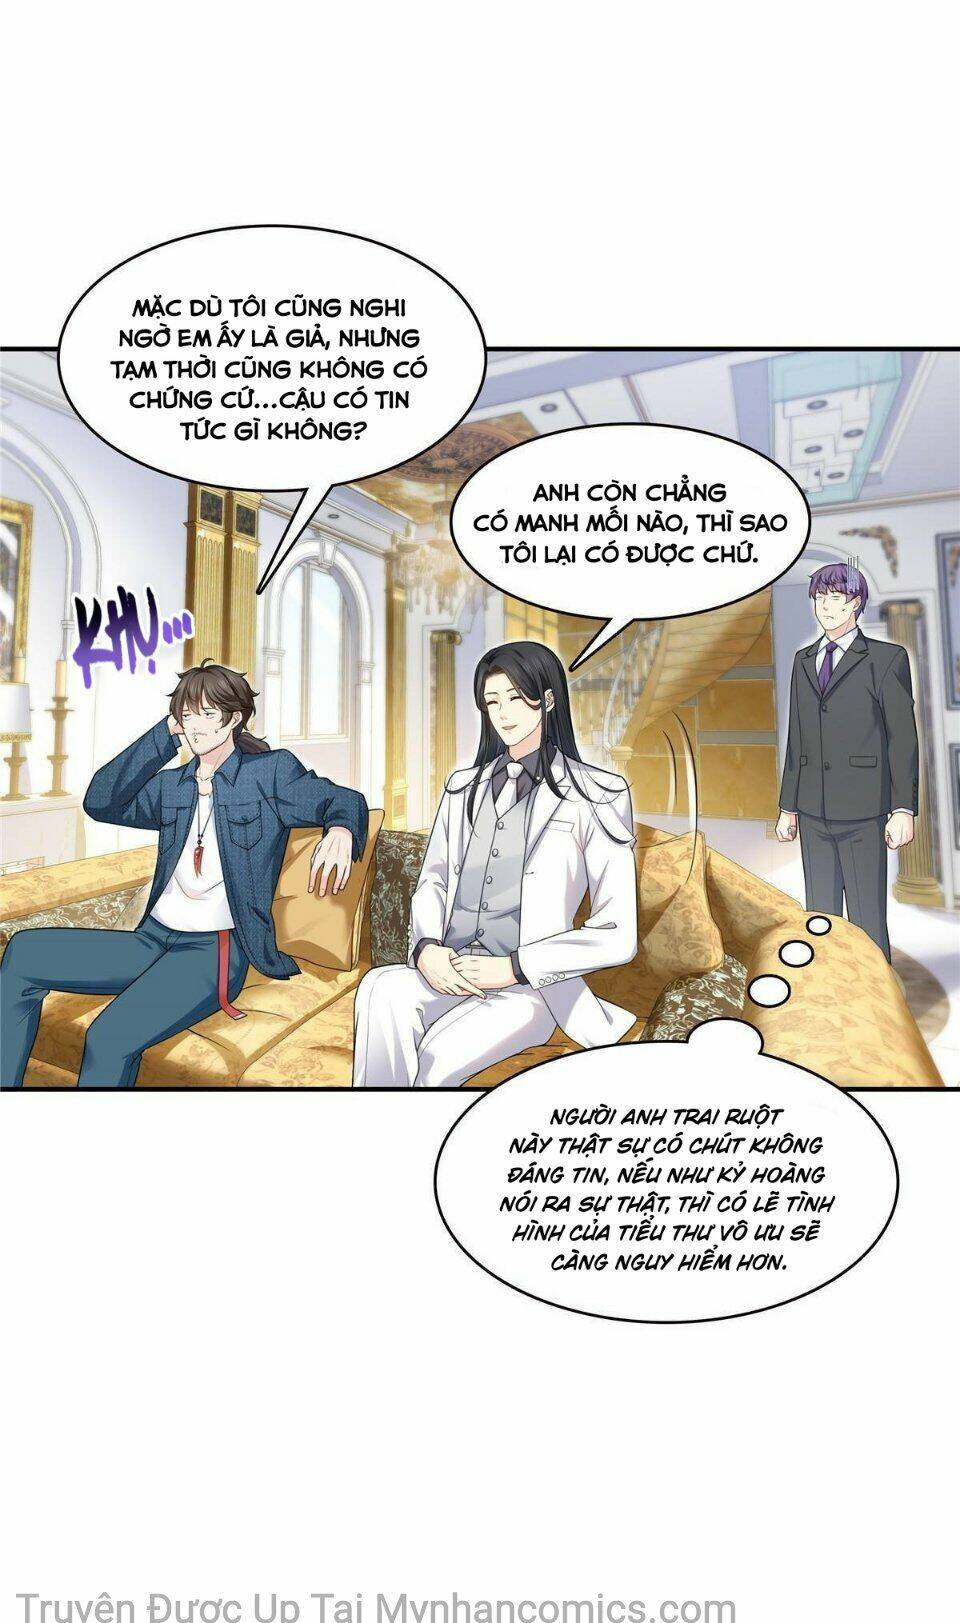 MẶC DÙ TÔI CŨNG NGHI
NGỜ EM ẤY LÀ GIẢ, NHƯNG
TẠM THỜI CŨNG KHÔNG CÓ
CHỨNG CỨ...CẬU CÓ TIN
TỨC GÌ KHÔNG?
ANH CÒN CHẲNG
CÓ MANH MỐI NÀO, THÌ SAO
TÔI LẠI CÓ ĐƯỢC CHỨ.
KHỤ...
NGƯỜI ANH TRAI RUỘT
NÀY THẬT SỰ CÓ CHÚT KHÔNG
ĐÁNG TIN, NẾU NHƯ KỶ HOÀNG
NÓI RA SỰ THẬT, THÌ CÓ LẼ TÌNH
HÌNH CỦA TIỂU THƯ VÔ ƯU SẼ
CÀNG NGUY HIỂM HƠN.
Truyện Được Up Tại Mynhancomics.com